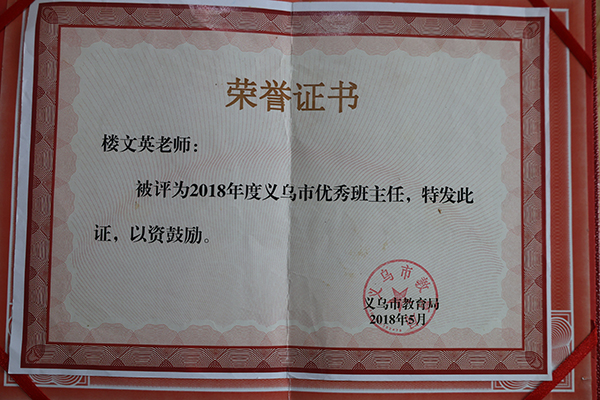 荣誉证书
楼文英老师：
被评为2018年度义乌市优秀班主任，特发此
证，以资鼓励。
义乌市教育局
2018年5月